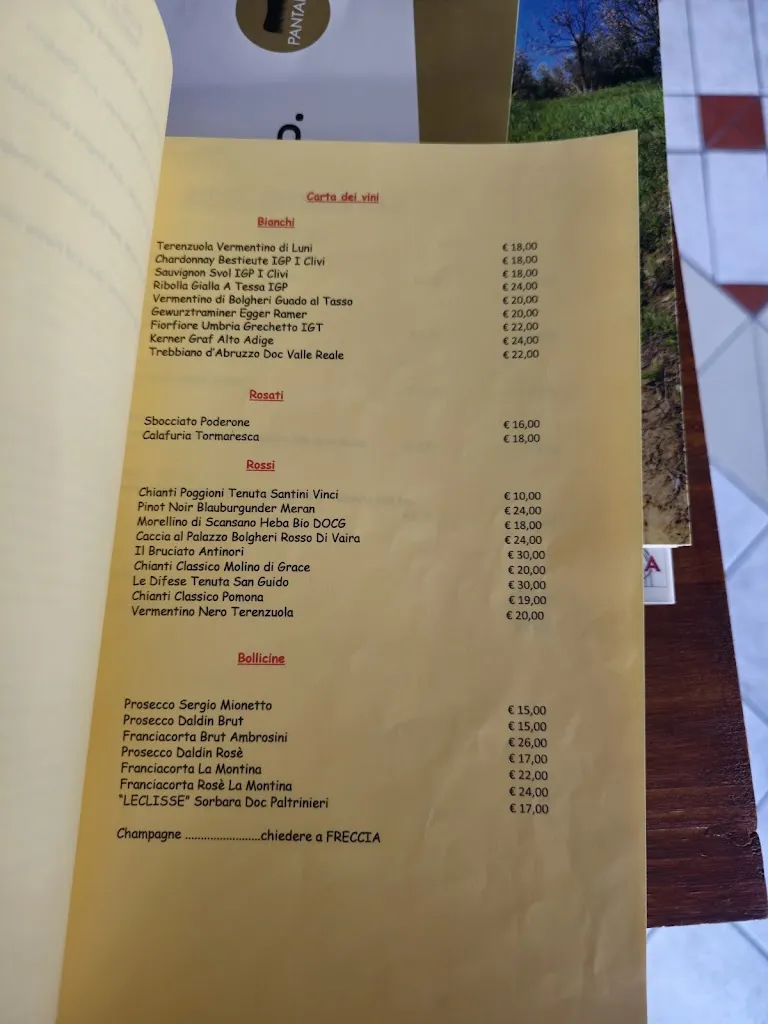 PANTA
o.
Carta dei vini
Bianchi
Terenzuola Vermentino di Luni € 18,00
Chardonnay Bestieute IGP I Clivi € 18,00
Sauvignon Svol IGP I Clivi € 18,00
Ribolla Gialla A Tessa IGP € 24,00
Vermentino di Bolgheri Guado al Tasso € 20,00
Gewurztraminer Egger Ramer € 20,00
Fiorfiore Umbria Grechetto IGT € 22,00
Kerner Graf Alto Adige € 24,00
Trebbiano d'Abruzzo Doc Valle Reale € 22,00
Rosati
Sbocciato Poderone € 16,00
Calafuria Tormaresca € 18,00
Rossi
Chianti Poggioni Tenuta Santini Vinci € 10,00
Pinot Noir Blauburgunder Meran € 24,00
Morellino di Scansano Heba Bio DOCG € 18,00
Caccia al Palazzo Bolgheri Rosso Di Vaira € 24,00
Il Bruciato Antinori € 30,00
Chianti Classico Molino di Grace € 20,00
Le Difese Tenuta San Guido € 30,00
Chianti Classico Pomona € 19,00
Vermentino Nero Terenzuola € 20,00
Bollicine
Prosecco Sergio Mionetto € 15,00
Prosecco Daldin Brut € 15,00
Franciacorta Brut Ambrosini € 26,00
Prosecco Daldin Rosè € 17,00
Franciacorta La Montina € 22,00
Franciacorta Rosè La Montina € 24,00
"LECLISSE" Sorbara Doc Paltrinieri € 17,00
Champagne .......................chiedere a FRECCIA
A